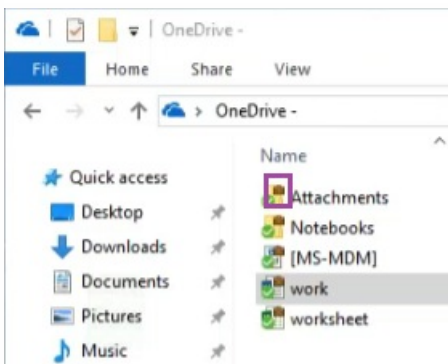 OneDrive -
File Home Share View
OneDrive -
Name
Quick access
Attachments
Desktop
Notebooks
Downloads
[MS-MDM]
Documents
work
Pictures
worksheet
Music